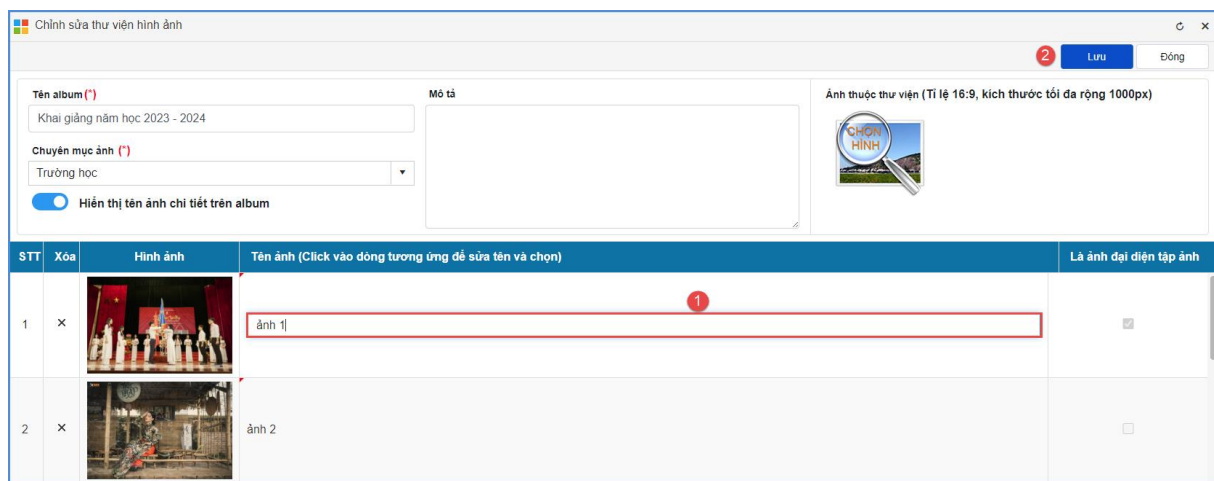 Chỉnh sửa thư viện hình ảnh
2 Lưu Đóng
Tên album (*)
Khai giảng năm học 2023 - 2024
Chuyên mục ảnh (*)
Trường học
Hiển thị tên ảnh chi tiết trên album
Mô tả
Ảnh thuộc thư viện (Tỉ lệ 16:9, kích thước tối đa rộng 1000px)
CHỌN
HÌNH
STT Xóa Hình ảnh Tên ảnh (Click vào dòng tương ứng để sửa tên và chọn) Là ảnh đại diện tập ảnh
1
1 ảnh 1
2 ảnh 2